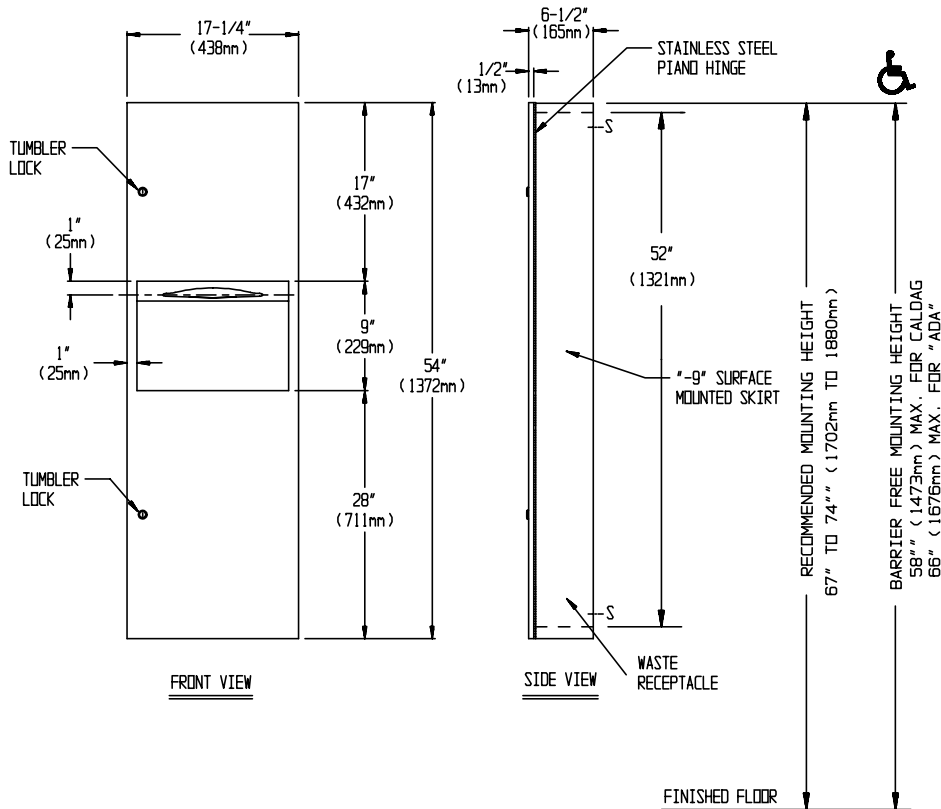 17-1/4"
(438mm)
TUMBLER
LOCK
1"
(25mm)
1"
(25mm)
TUMBLER
LOCK
17"
(432mm)
9"
(229mm)
28"
(711mm)
54"
(1372mm)
FRONT VIEW
6-1/2"
(165mm)
1/2"
(13mm)
STAINLESS STEEL
PIANO HINGE
S
52"
(1321mm)
"-9" SURFACE
MOUNTED SKIRT
S
WASTE
RECEPTACLE
SIDE VIEW
RECOMMENDED MOUNTING HEIGHT
67" TO 74"" (1702mm TO 1880mm)
BARRIER FREE MOUNTING HEIGHT
58"" (1473mm) MAX. FOR CALDAG
66" (1676mm) MAX. FOR "ADA"
FINISHED FLOOR